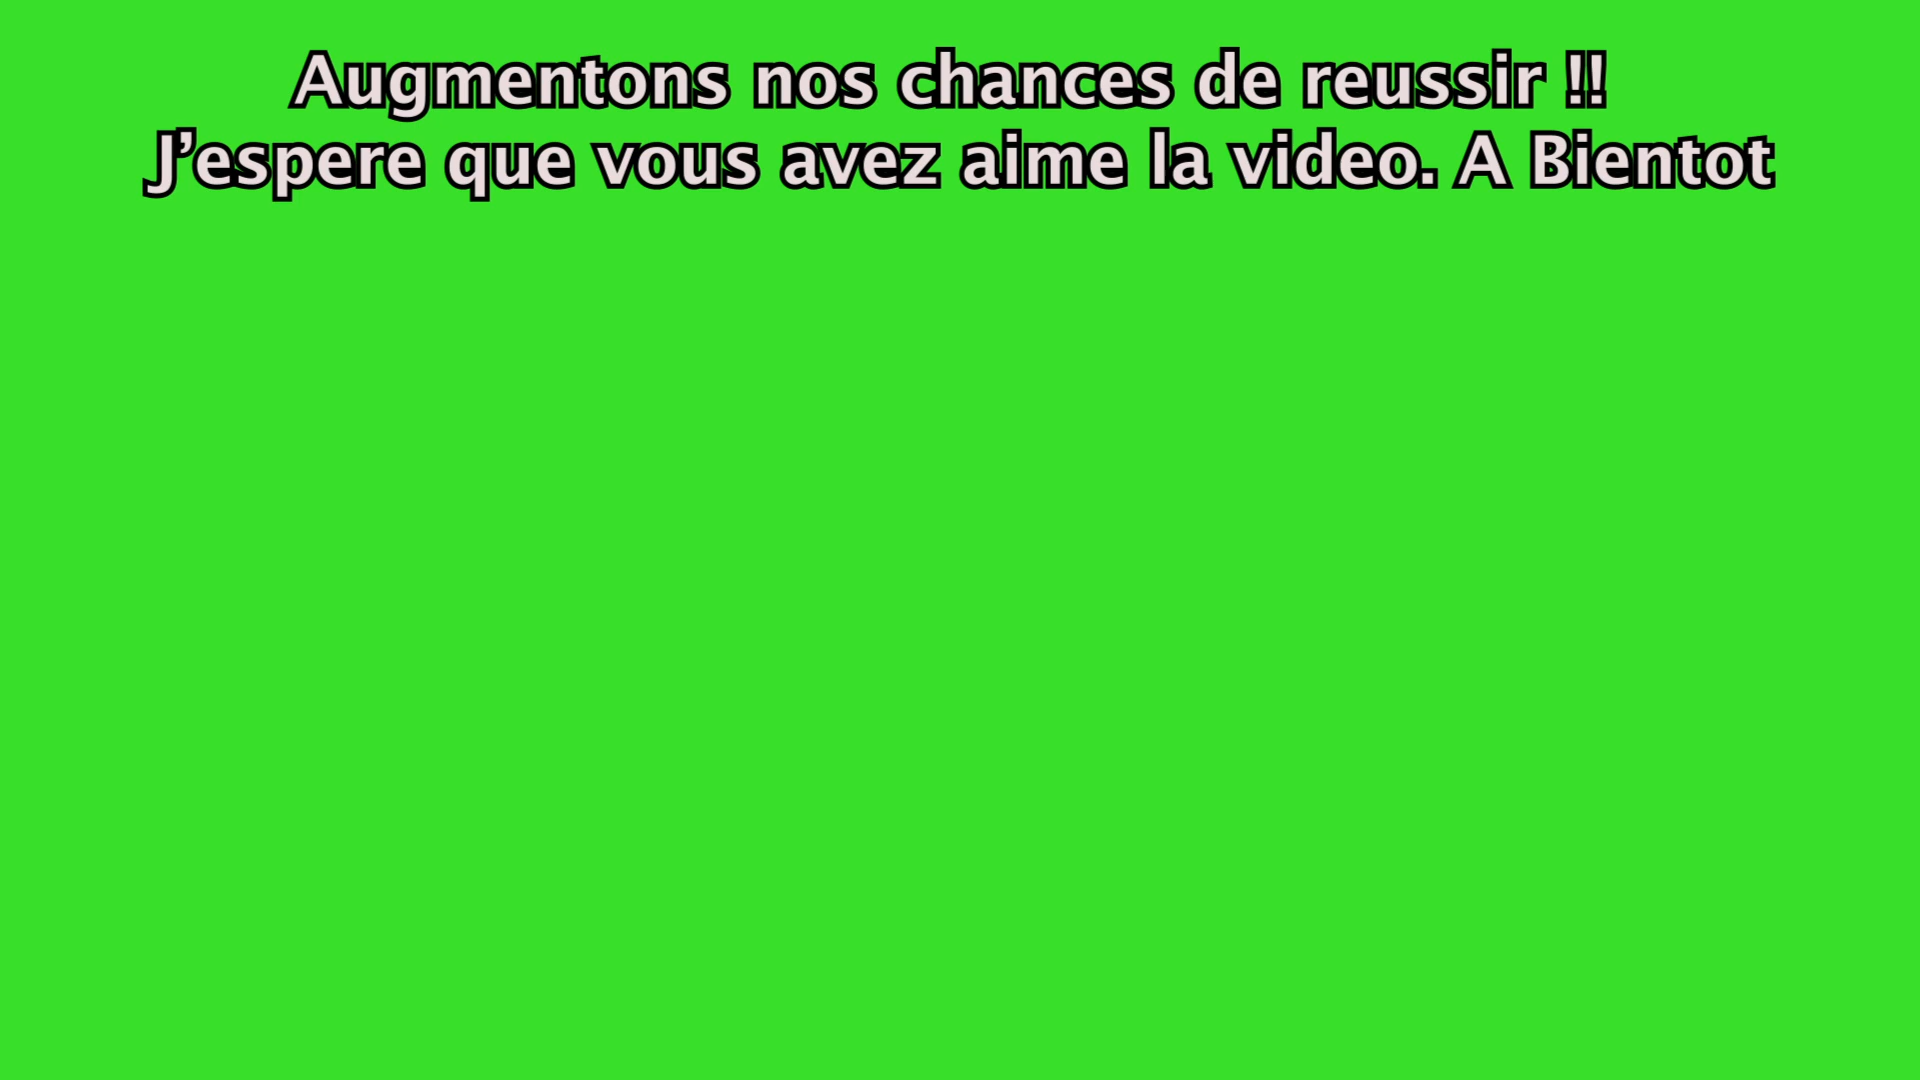 Augmentons nos chances de reussir !!
J’espere que vous avez aime la video. A Bientot